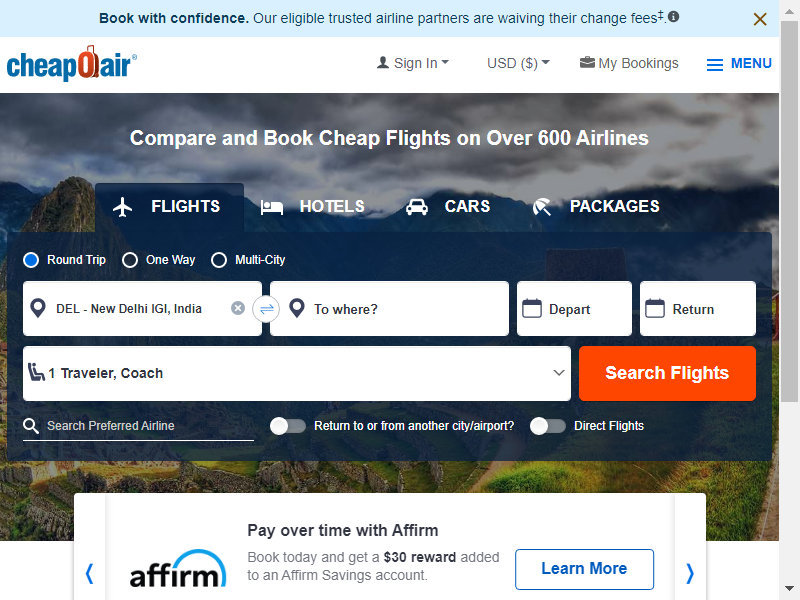 Book with confidence. Our eligible trusted airline partners are waiving their change fees‡.
cheapOair®
Sign In
USD ($)
My Bookings
MENU
Compare and Book Cheap Flights on Over 600 Airlines
FLIGHTS
HOTELS
CARS
PACKAGES
Round Trip
One Way
Multi-City
DEL - New Delhi IGI, India
To where?
Depart
Return
1 Traveler, Coach
Search Flights
Search Preferred Airline
Return to or from another city/airport?
Direct Flights
affirm
Pay over time with Affirm
Book today and get a $30 reward added
to an Affirm Savings account.
Learn More